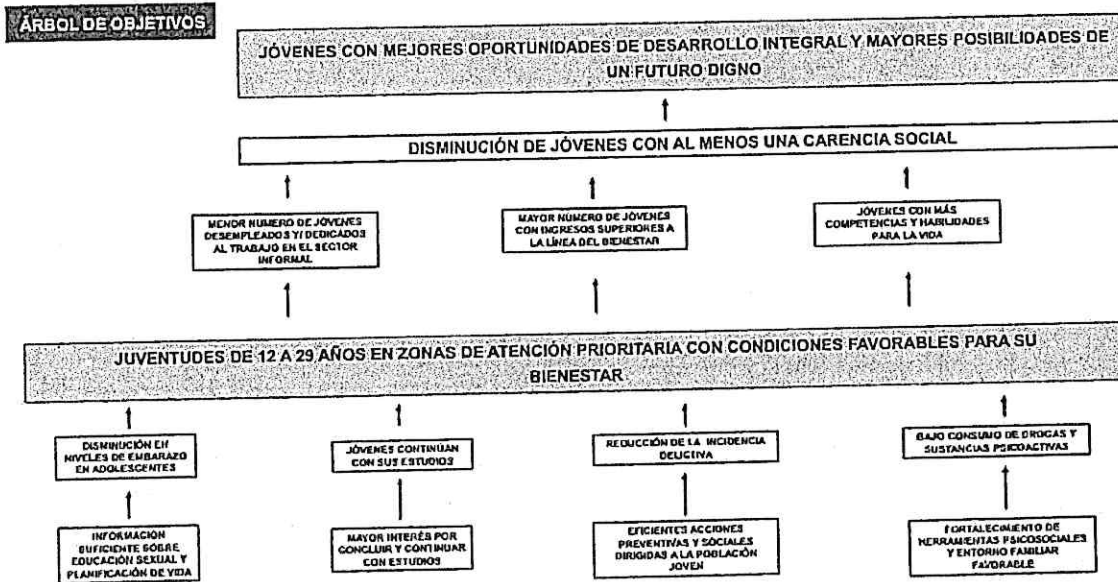 ÁRBOL DE OBJETIVOS
JÓVENES CON MEJORES OPORTUNIDADES DE DESARROLLO INTEGRAL Y MAYORES POSIBILIDADES DE
UN FUTURO DIGNO
DISMINUCIÓN DE JÓVENES CON AL MENOS UNA CARENCIA SOCIAL
MENOR NÚMERO DE JÓVENES
DESEMPLEADOS Y/ DEDICADOS
AL TRABAJO EN EL SECTOR
INFORMAL
MAYOR NÚMERO DE JÓVENES
CON INGRESOS SUPERIORES A
LA LÍNEA DEL BIENESTAR
JÓVENES CON MÁS
COMPETENCIAS Y HABILIDADES
PARA LA VIDA
JUVENTUDES DE 12 A 29 AÑOS EN ZONAS DE ATENCIÓN PRIORITARIA CON CONDICIONES FAVORABLES PARA SU
BIENESTAR
DISMINUCIÓN EN
NIVELES DE EMBARAZO
EN ADOLESCENTES
JÓVENES CONTINÚAN
CON SUS ESTUDIOS
REDUCCIÓN DE LA INCIDENCIA
DELICTIVA
BAJO CONSUMO DE DROGAS Y
SUSTANCIAS PSICOACTIVAS
INFORMACIÓN
SUFICIENTE SOBRE
EDUCACIÓN SEXUAL Y
PLANIFICACIÓN DE VIDA
MAYOR INTERÉS POR
CONCLUIR Y CONTINUAR
CON ESTUDIOS
EFICIENTES ACCIONES
PREVENTIVAS Y SOCIALES
DIRIGIDAS A LA POBLACIÓN
JOVEN
FORTALECIMIENTO DE
HERRAMIENTAS PSICOSOCIALES
Y ENTORNO FAMILIAR
FAVORABLE